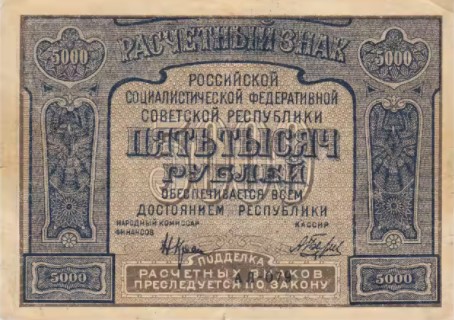 5000 РАСЧЕТНЫЙ ЗНАК 5000
РОССИЙСКОЙ
СОЦИАЛИСТИЧЕСКОЙ ФЕДЕРАТИВНОЙ
СОВЕТСКОЙ РЕСПУБЛИКИ
ПЯТЬ ТЫСЯЧ
РУБЛЕЙ
ОБЕСПЕЧИВАЕТСЯ ВСЕМ
ДОСТОЯНИЕМ РЕСПУБЛИКИ
НАРОДНЫЙ КОМИССАР
ФИНАНСОВ
КАССИР
ПОДДЕЛКА
РАСЧЕТНЫХ ЗНАКОВ
ПРЕСЛЕДУЕТСЯ ПО ЗАКОНУ
5000 5000